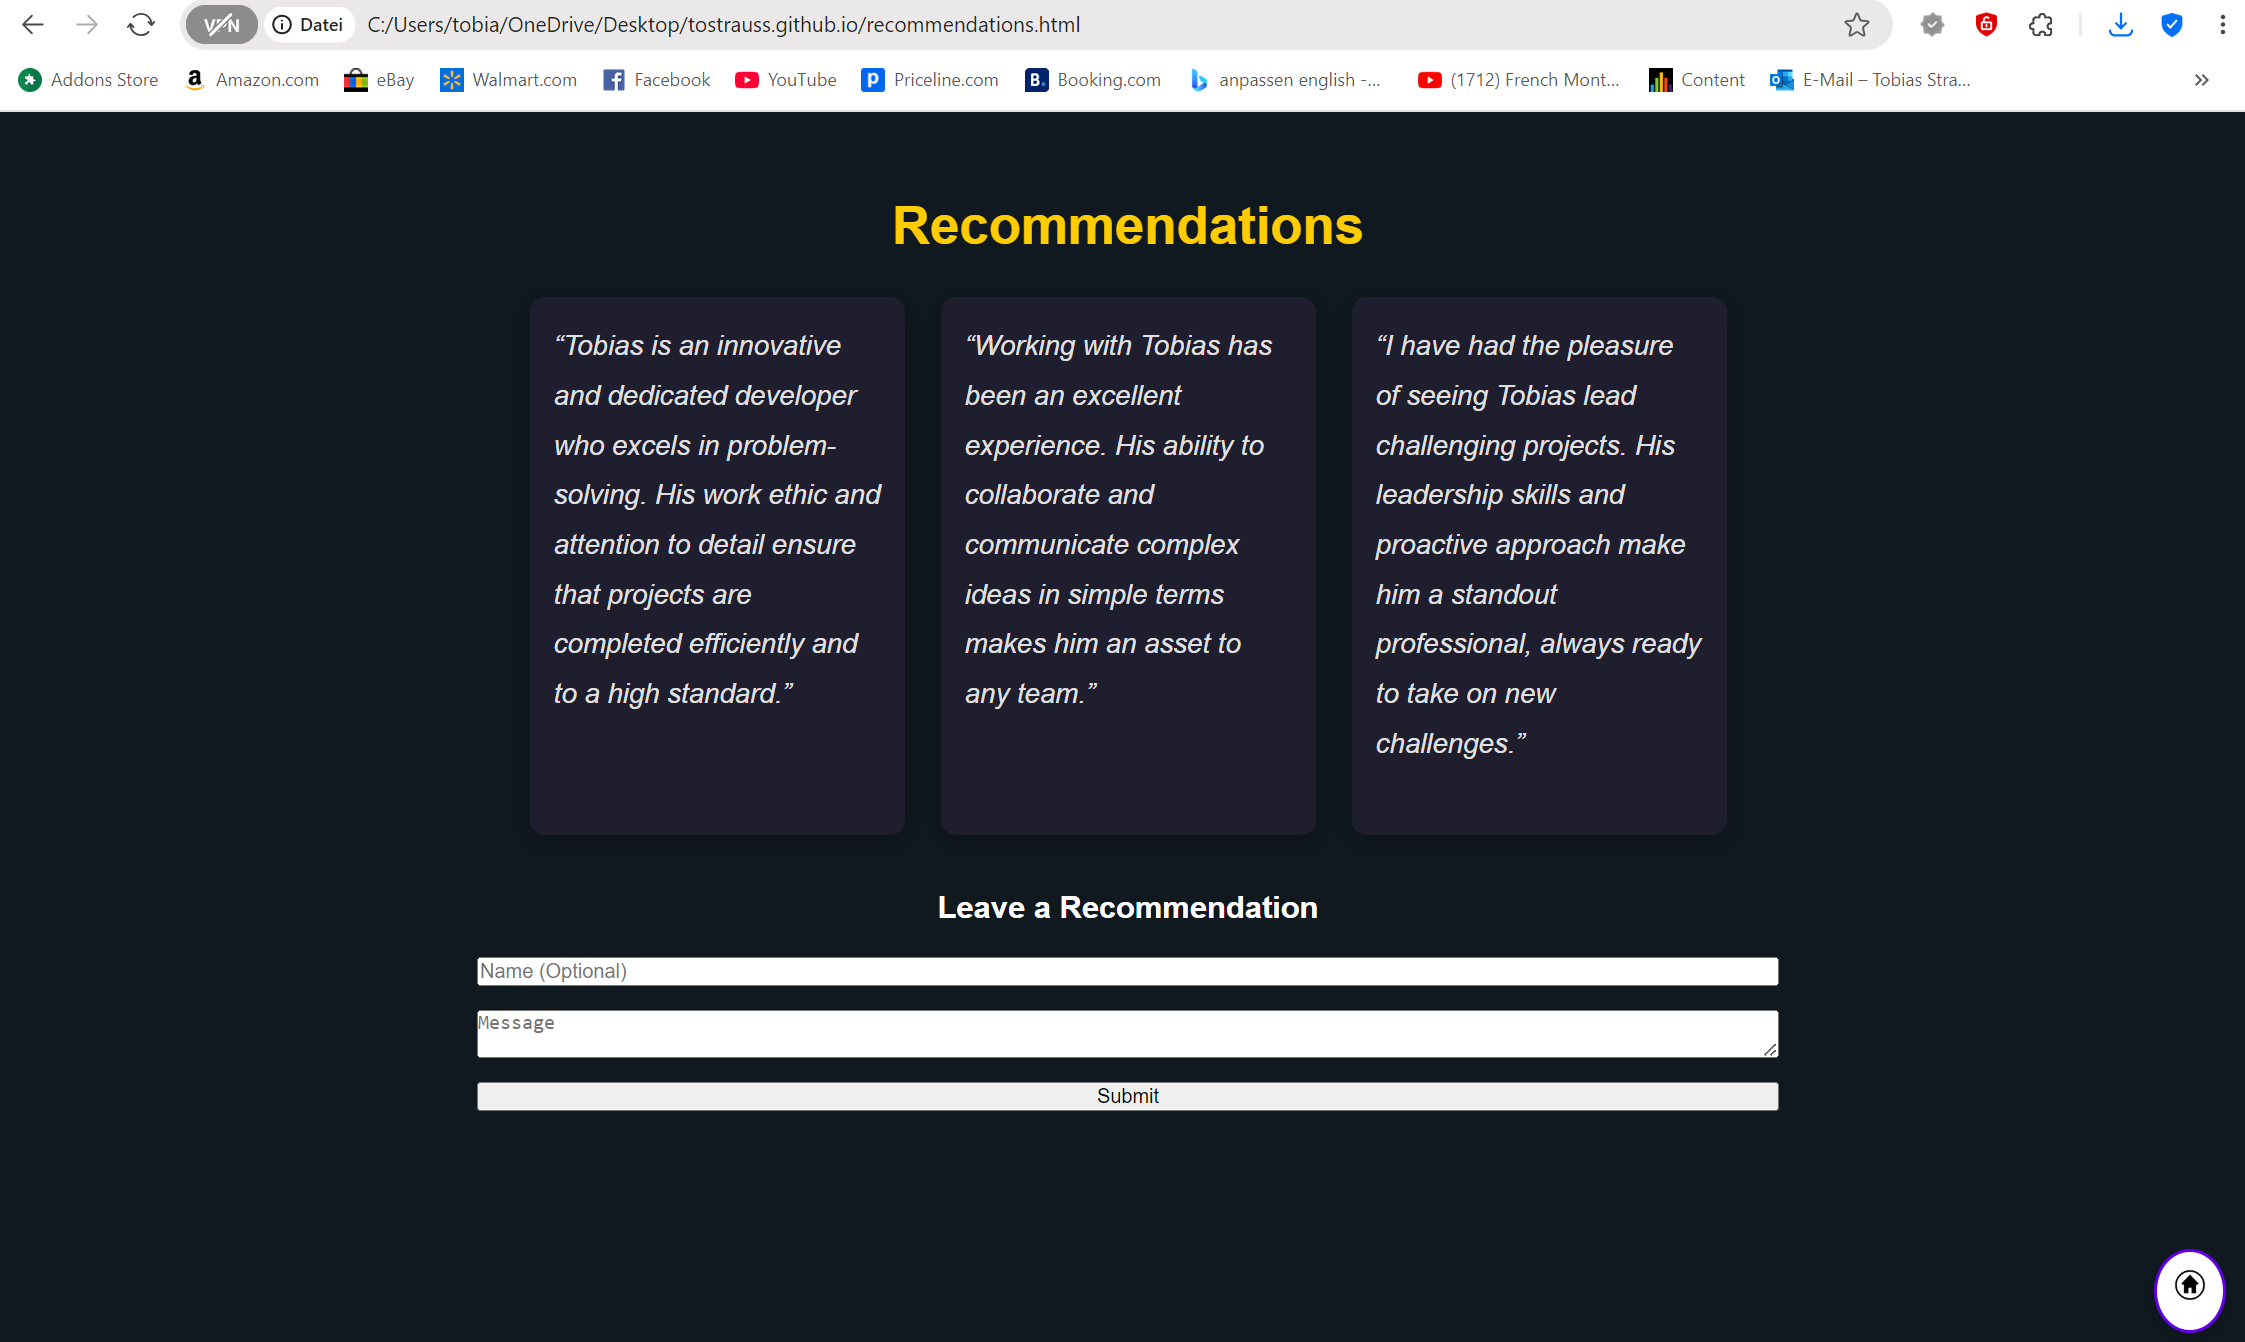 VPN Datei C:/Users/tobia/OneDrive/Desktop/tostrauss.github.io/recommendations.html
Addons Store Amazon.com eBay Walmart.com Facebook YouTube Priceline.com Booking.com anpassen english -... (1712) French Mont... Content E-Mail – Tobias Stra...
Recommendations
“Tobias is an innovative
and dedicated developer
who excels in problem-
solving. His work ethic and
attention to detail ensure
that projects are
completed efficiently and
to a high standard.”
“Working with Tobias has
been an excellent
experience. His ability to
collaborate and
communicate complex
ideas in simple terms
makes him an asset to
any team.”
“I have had the pleasure
of seeing Tobias lead
challenging projects. His
leadership skills and
proactive approach make
him a standout
professional, always ready
to take on new
challenges.”
Leave a Recommendation
Name (Optional)
Message
Submit